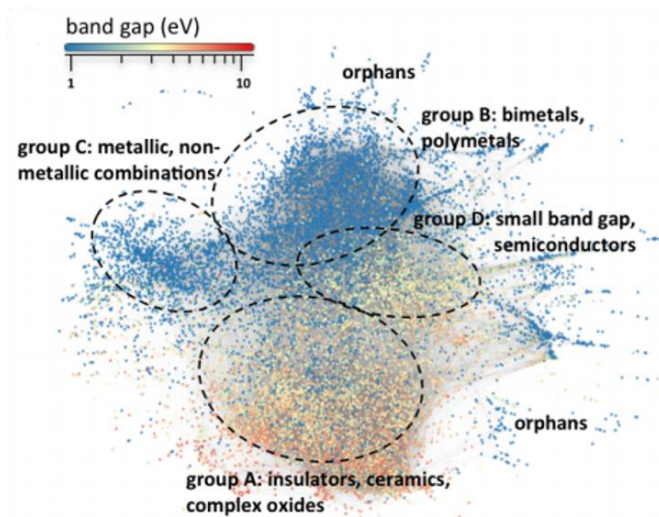 band gap (eV)
1
10
orphans
group B: bimetals,
polymetals
group C: metallic, non-
metallic combinations
group D: small band gap,
semiconductors
orphans
group A: insulators, ceramics,
complex oxides